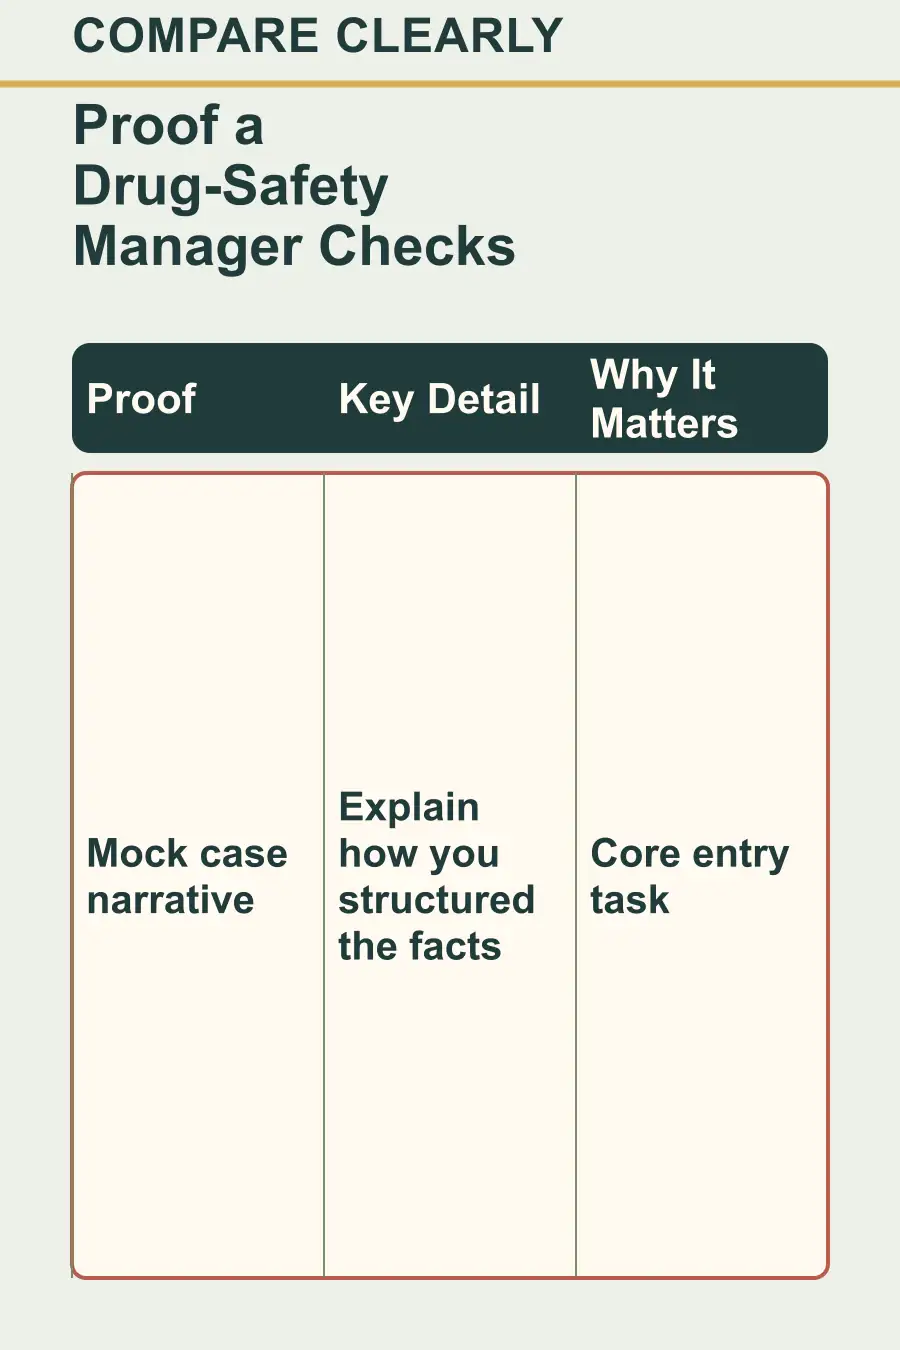 COMPARE CLEARLY
Proof a
Drug-Safety
Manager Checks
Proof
Key Detail
Why It
Matters
Mock case
narrative
Explain
how you
structured
the facts
Core entry
task